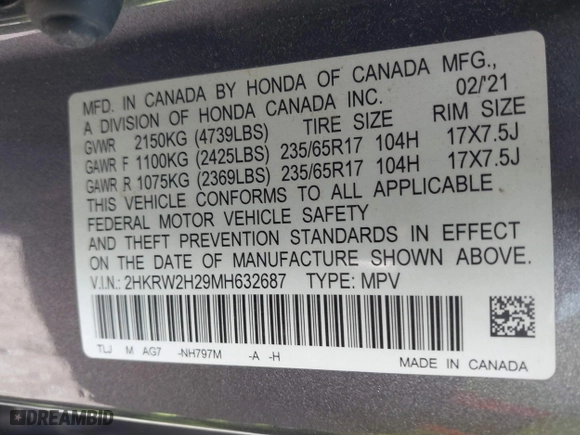 MFD. IN CANADA BY HONDA OF CANADA MFG.,
A DIVISION OF HONDA CANADA INC. 02/'21
GVWR 2150KG (4739LBS) TIRE SIZE RIM SIZE
GAWR F 1100KG (2425LBS) 235/65R17 104H 17X7.5J
GAWR R 1075KG (2369LBS) 235/65R17 104H 17X7.5J
THIS VEHICLE CONFORMS TO ALL APPLICABLE
FEDERAL MOTOR VEHICLE SAFETY
AND THEFT PREVENTION STANDARDS IN EFFECT
ON THE DATE OF MANUFACTURE SHOWN ABOVE.
V.I.N.: 2HKRW2H29MH632687 TYPE: MPV
TLJ M AG7 -NH797M -A -H
MADE IN CANADA
DREAMBID